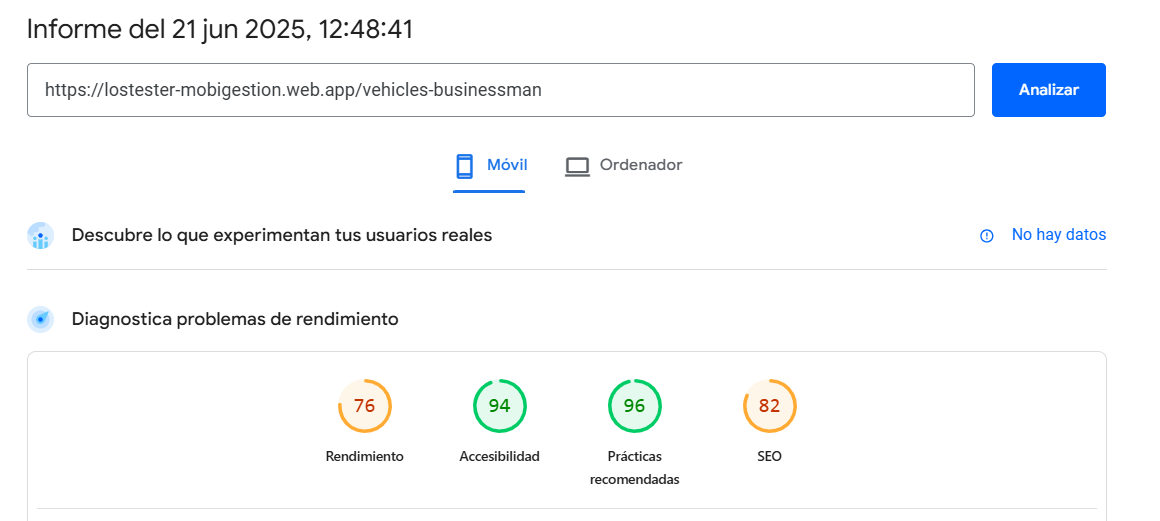 Informe del 21 jun 2025, 12:48:41
https://lostester-mobigestion.web.app/vehicles-businessman
Analizar
Móvil
Ordenador
Descubre lo que experimentan tus usuarios reales
No hay datos
Diagnostica problemas de rendimiento
76
94
96
82
Rendimiento
Accesibilidad
Prácticas
recomendadas
SEO